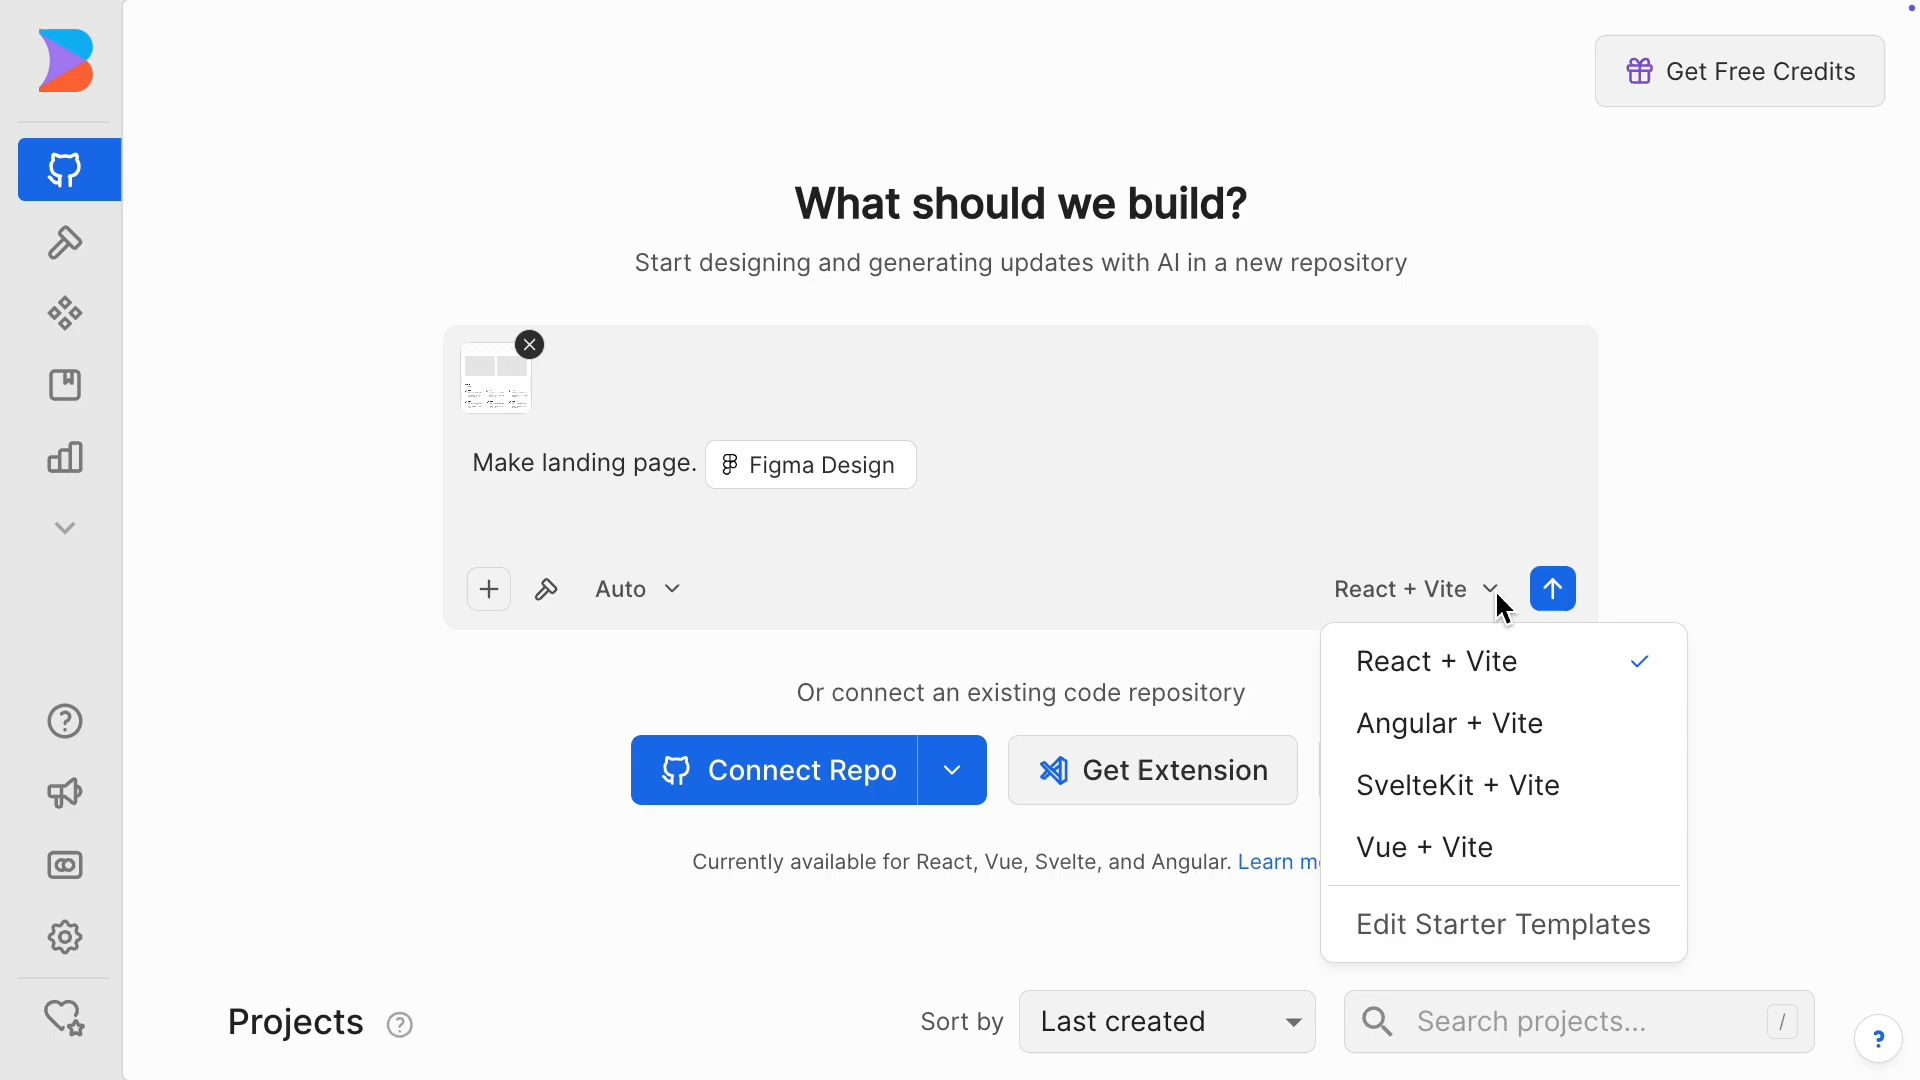 Get Free Credits
What should we build?
Start designing and generating updates with AI in a new repository
Make landing page. Figma Design
Auto
React + Vite
React + Vite
Angular + Vite
SvelteKit + Vite
Vue + Vite
Edit Starter Templates
Or connect an existing code repository
Connect Repo
Get Extension
Currently available for React, Vue, Svelte, and Angular. Learn
Projects ?
Sort by
Last created
Search projects...
/
?